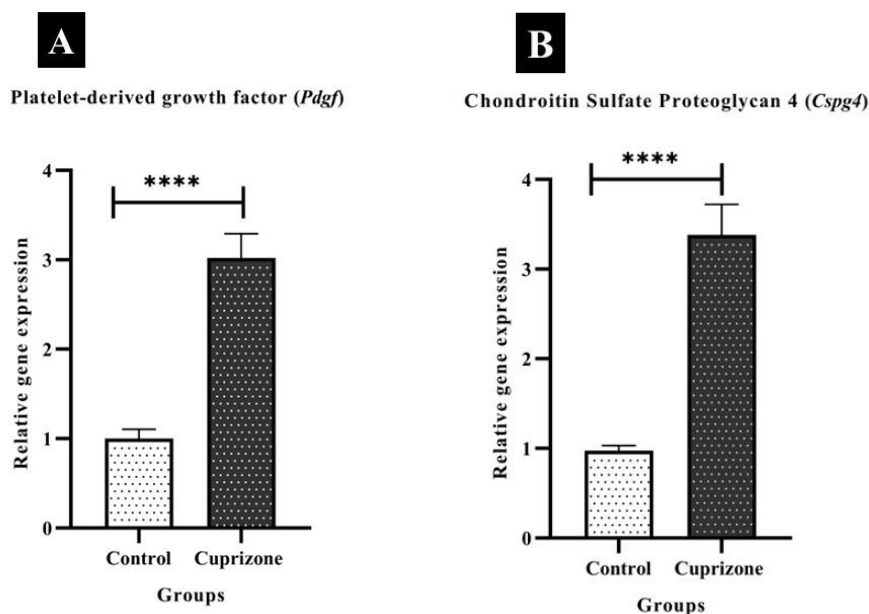 A
Platelet-derived growth factor (Pdgf)
****
4
3
2
1
0
Relative gene expression
Control Cuprizone
Groups
B
Chondroitin Sulfate Proteoglycan 4 (Cspg4)
****
4
3
2
1
0
Relative gene expression
Control Cuprizone
Groups